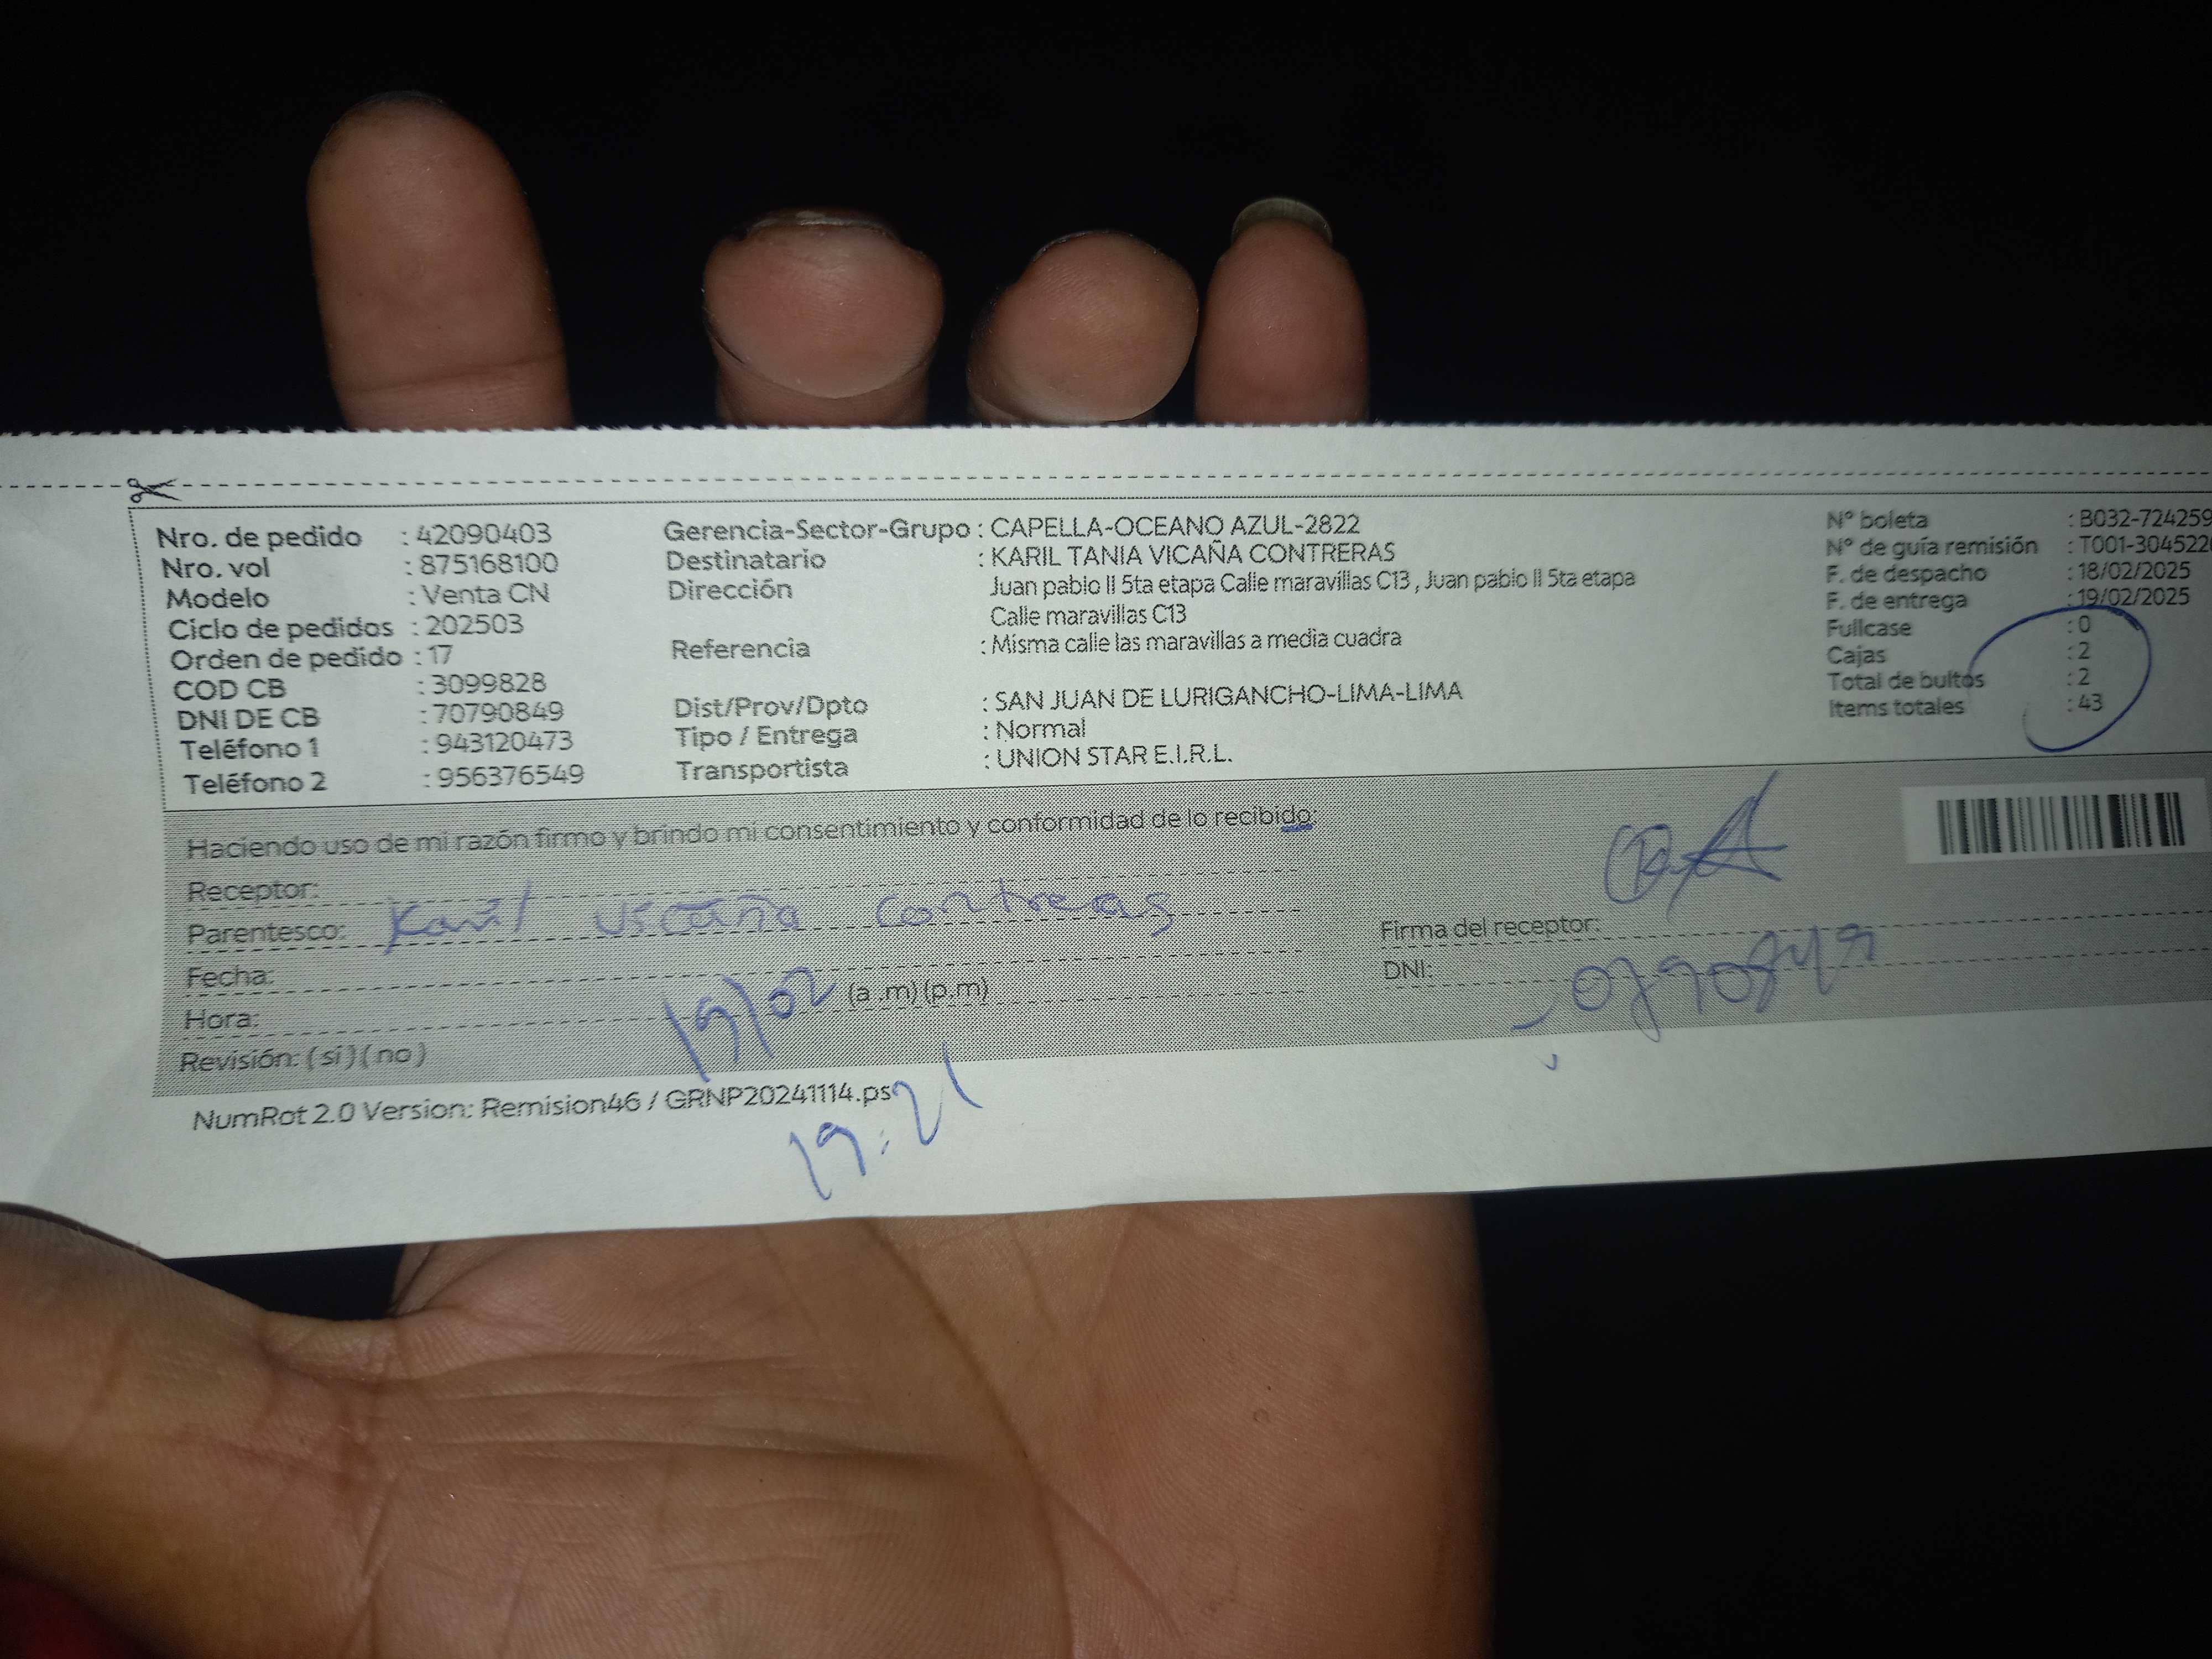 Nro. de pedido : 42090403
Nro. vol : 875168100
Modelo : Venta CN
Ciclo de pedidos : 202503
Orden de pedido : 17
COD CB : 3099828
DNI DE CB : 70790849
Teléfono 1 : 943120473
Teléfono 2 : 956376549
Gerencia-Sector-Grupo : CAPELLA-OCEANO AZUL-2822
Destinatario : KARIL TANIA VICAÑA CONTRERAS
Dirección Juan pablo II 5ta etapa Calle maravillas C13 , Juan pablo II 5ta etapa
Calle maravillas C13
Referencia : Misma calle las maravillas a media cuadra
Dist/Prov/Dpto : SAN JUAN DE LURIGANCHO-LIMA-LIMA
Tipo / Entrega : Normal
Transportista : UNION STAR E.I.R.L.
N° boleta : B032-724259
N° de guía remisión : T001-304522
F. de despacho : 18/02/2025
F. de entrega : 19/02/2025
Fullcase : 0
Cajas : 2
Total de bultos : 2
Items totales : 43
Haciendo uso de mi razón firmo y brindo mi consentimiento y conformidad de lo recibido:
Receptor:
Parentesco: Karil Vicaña Contreras
Fecha:
Hora: 19/02 (a .m) (p.m)
Revisión: ( sí ) ( no )
Firma del receptor:
DNI:
NumRot 2.0 Version: Remision46 / GRNP20241114.ps
19:21